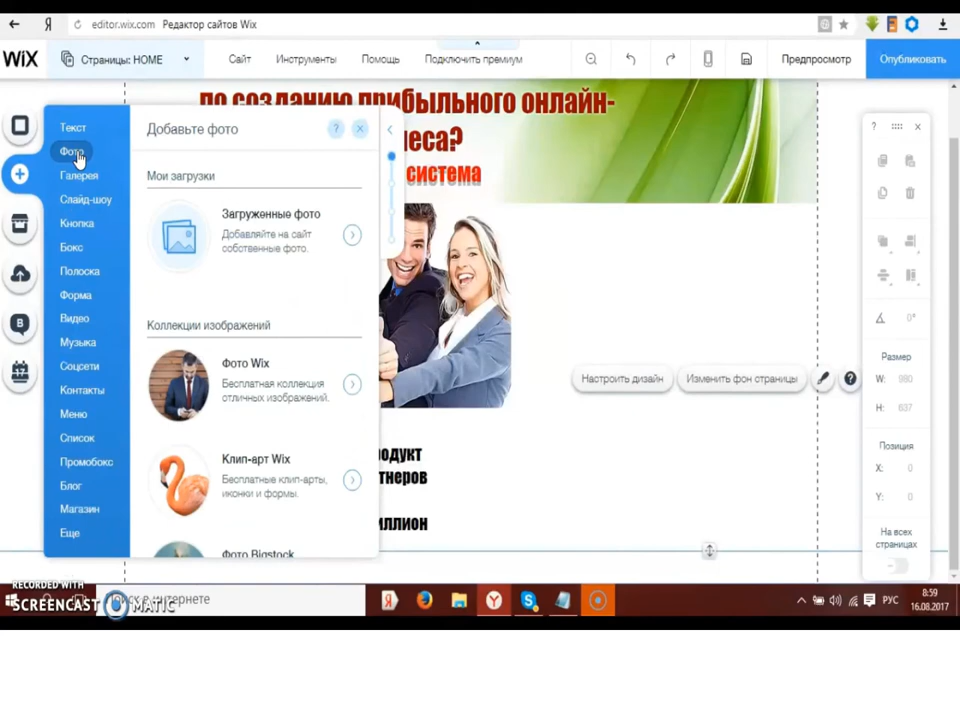 editor.wix.com Редактор сайтов Wix
WiX Страницы: HOME Сайт Инструменты Помощь Подключить премиум Предпросмотр Опубликовать
по созданию прибыльного онлайн-
неса?
система
Текст
Фото
Галерея
Слайд-шоу
Кнопка
Бокс
Полоска
Форма
Видео
Музыка
Соцсети
Контакты
Меню
Список
Промобокс
Блог
Магазин
Еще
Добавьте фото
?
Мои загрузки
Загруженные фото
Добавляйте на сайт
собственные фото.
Коллекции изображений
Фото Wix
Бесплатная коллекция
отличных изображений.
Клип-арт Wix
Бесплатные клип-арты,
иконки и формы.
Фото Bigstock
Настроить дизайн Изменить фон страницы ?
одукт
тнеров
иллион
?
0°
Размер
W: 980
H: 637
Позиция
X: 0
Y: 0
На всех
страницах
RECORDED WITH
SCREENCAST MATIC
Поиск в интернете
РУС
8:59
16.08.2017